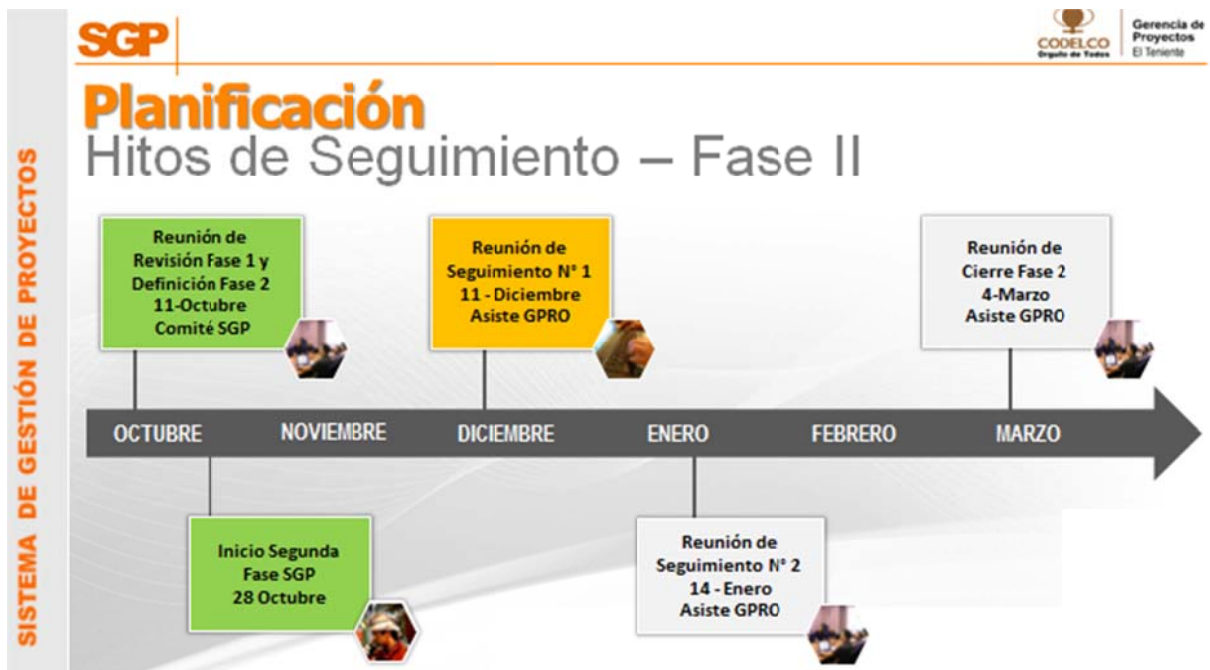 SGP
CODELCO
Orgullo de Todos
Gerencia de
Proyectos
El Teniente
Planificación
Hitos de Seguimiento – Fase II
SISTEMA DE GESTIÓN DE PROYECTOS
Reunión de
Revisión Fase 1 y
Definición Fase 2
11-Octubre
Comité SGP
Reunión de
Seguimiento N° 1
11 - Diciembre
Asiste GPRO
Reunión de
Cierre Fase 2
4-Marzo
Asiste GPRO
OCTUBRE
NOVIEMBRE
DICIEMBRE
ENERO
FEBRERO
MARZO
Inicio Segunda
Fase SGP
28 Octubre
Reunión de
Seguimiento N° 2
14 - Enero
Asiste GPRO